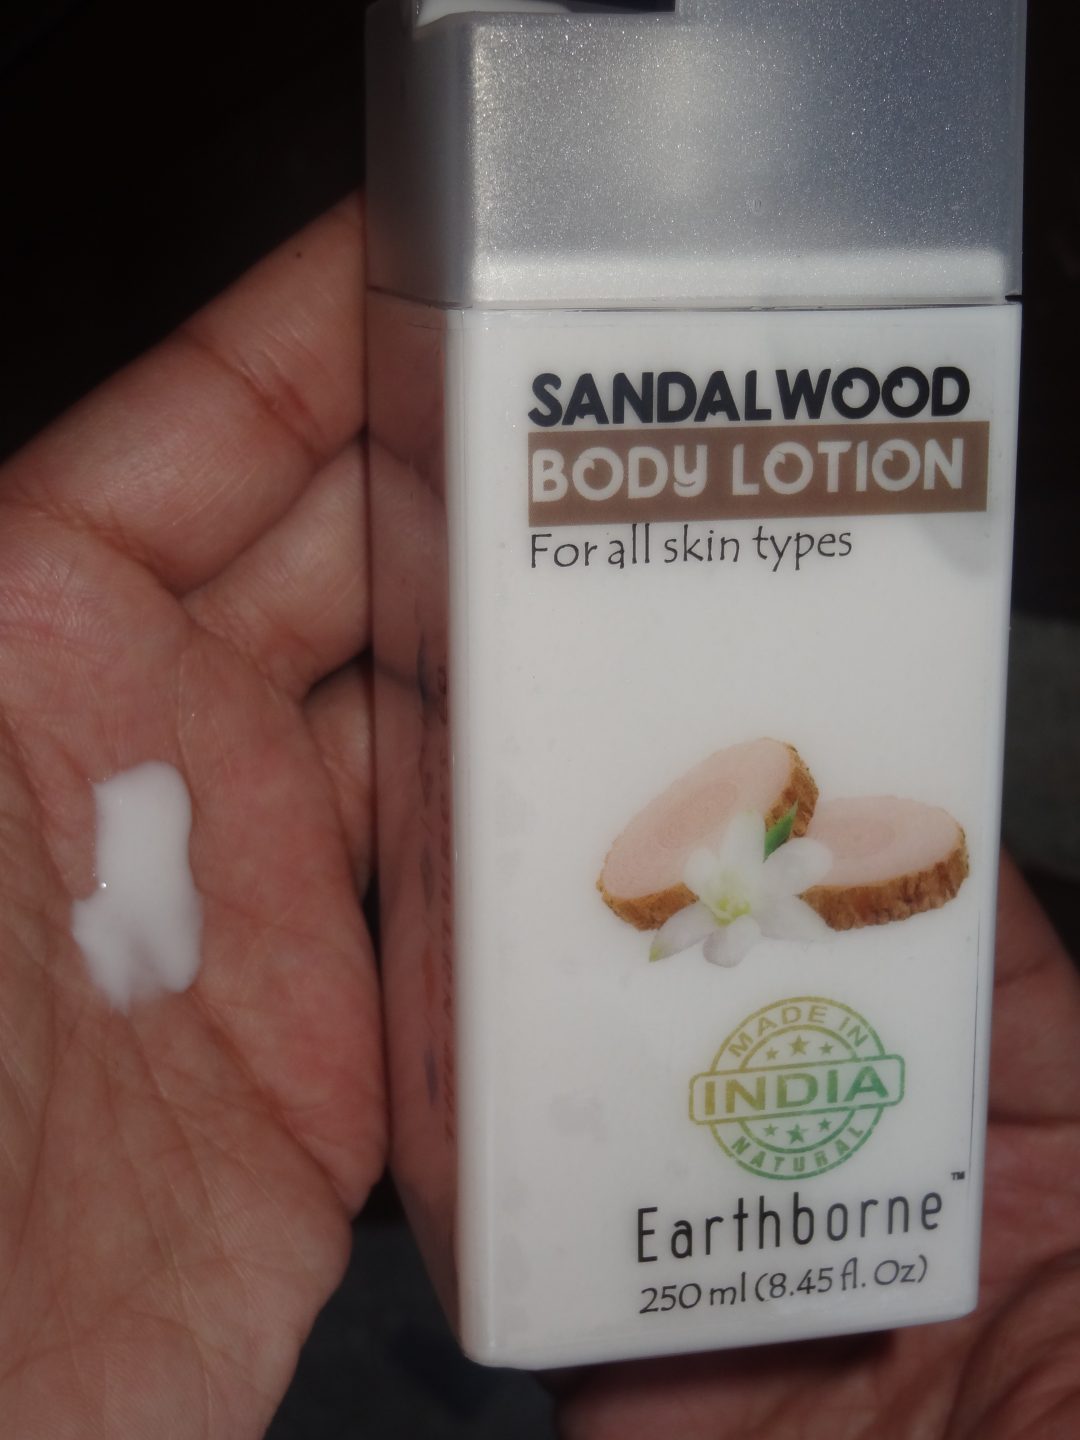 SANDALWOOD
BODY LOTION
For all skin types
MADE IN
INDIA
NATURAL
Earthborne™
250 ml (8.45 fl. Oz)